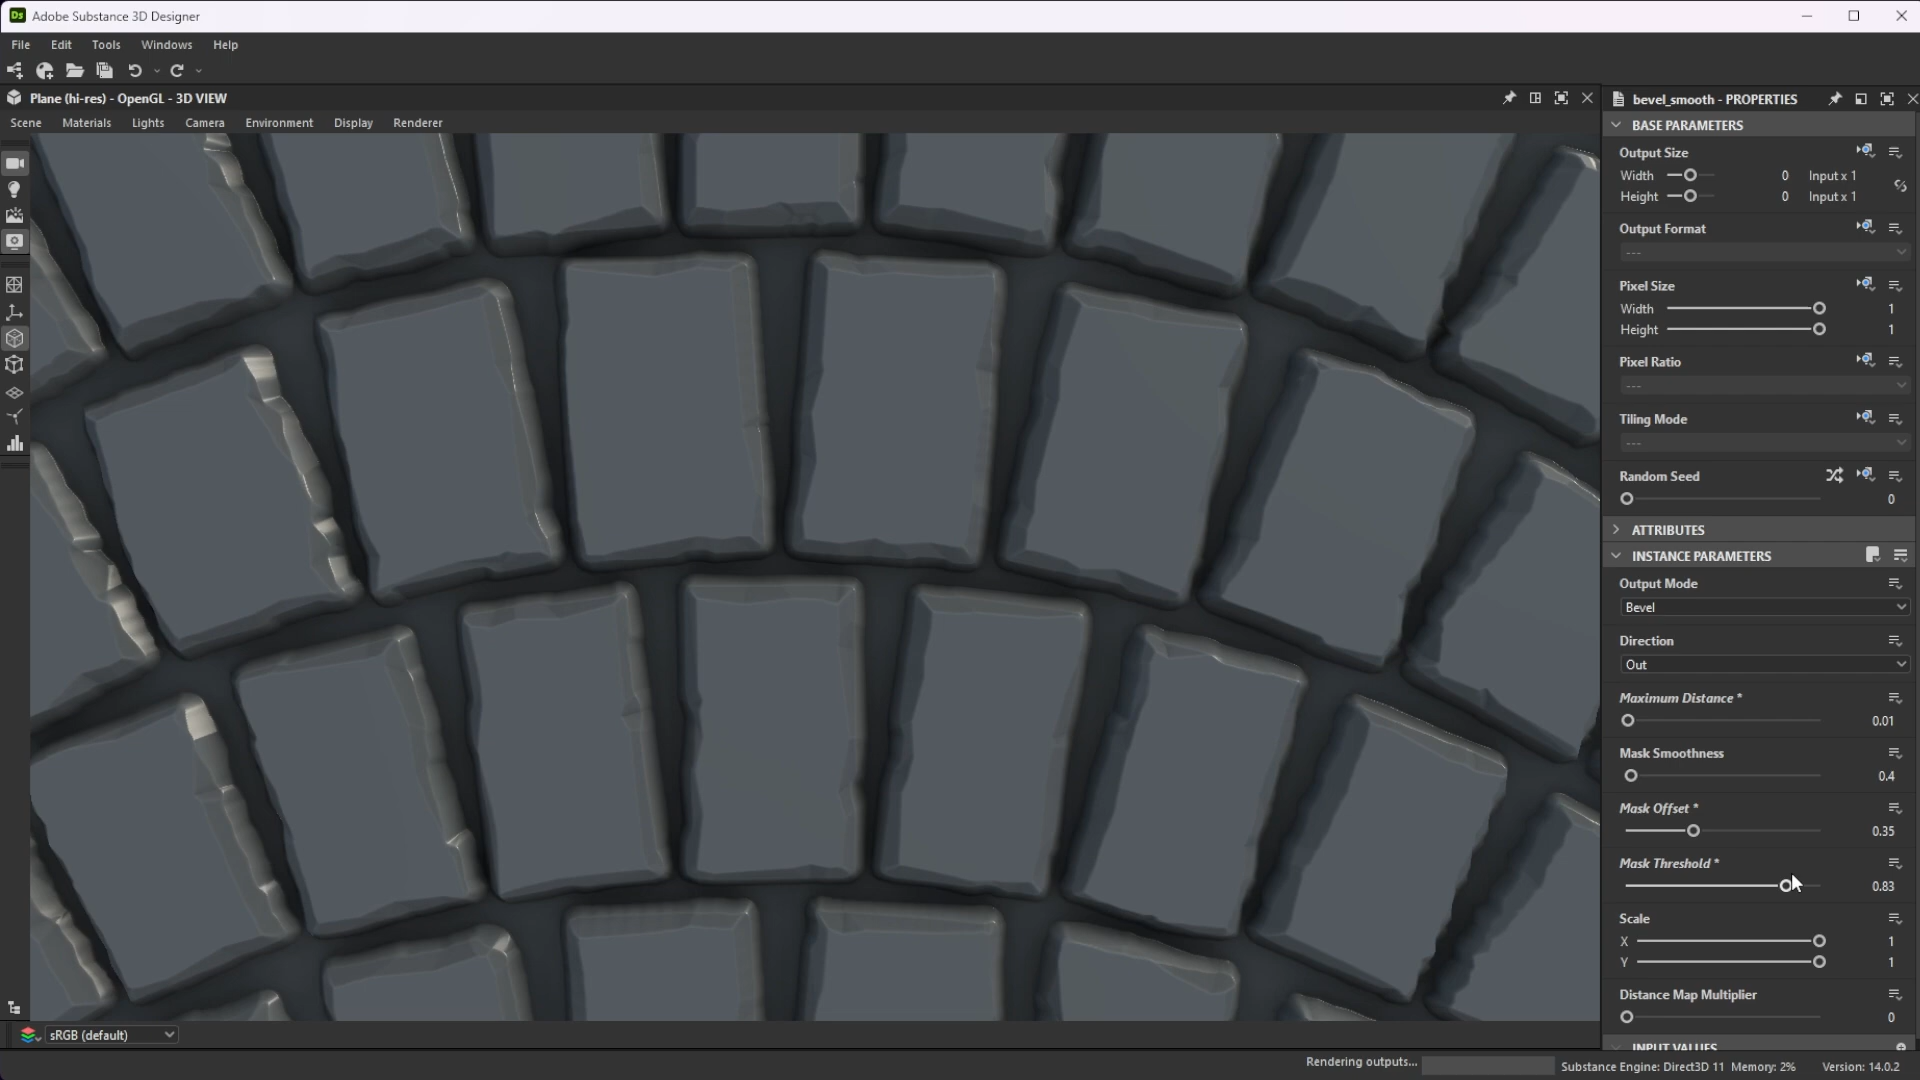 Ds Adobe Substance 3D Designer
File Edit Tools Windows Help
Plane (hi-res) - OpenGL - 3D VIEW
Scene Materials Lights Camera Environment Display Renderer
bevel_smooth - PROPERTIES
BASE PARAMETERS
Output Size
Width 0 Input x 1
Height 0 Input x 1
Output Format
---
Pixel Size
Width 1
Height 1
Pixel Ratio
---
Tiling Mode
---
Random Seed
0
ATTRIBUTES
INSTANCE PARAMETERS
Output Mode
Bevel
Direction
Out
Maximum Distance *
0.01
Mask Smoothness
0.4
Mask Offset *
0.35
Mask Threshold *
0.83
Scale
X 1
Y 1
Distance Map Multiplier
0
INPUT VALUES
sRGB (default)
Rendering outputs... Substance Engine: Direct3D 11 Memory: 2% Version: 14.0.2